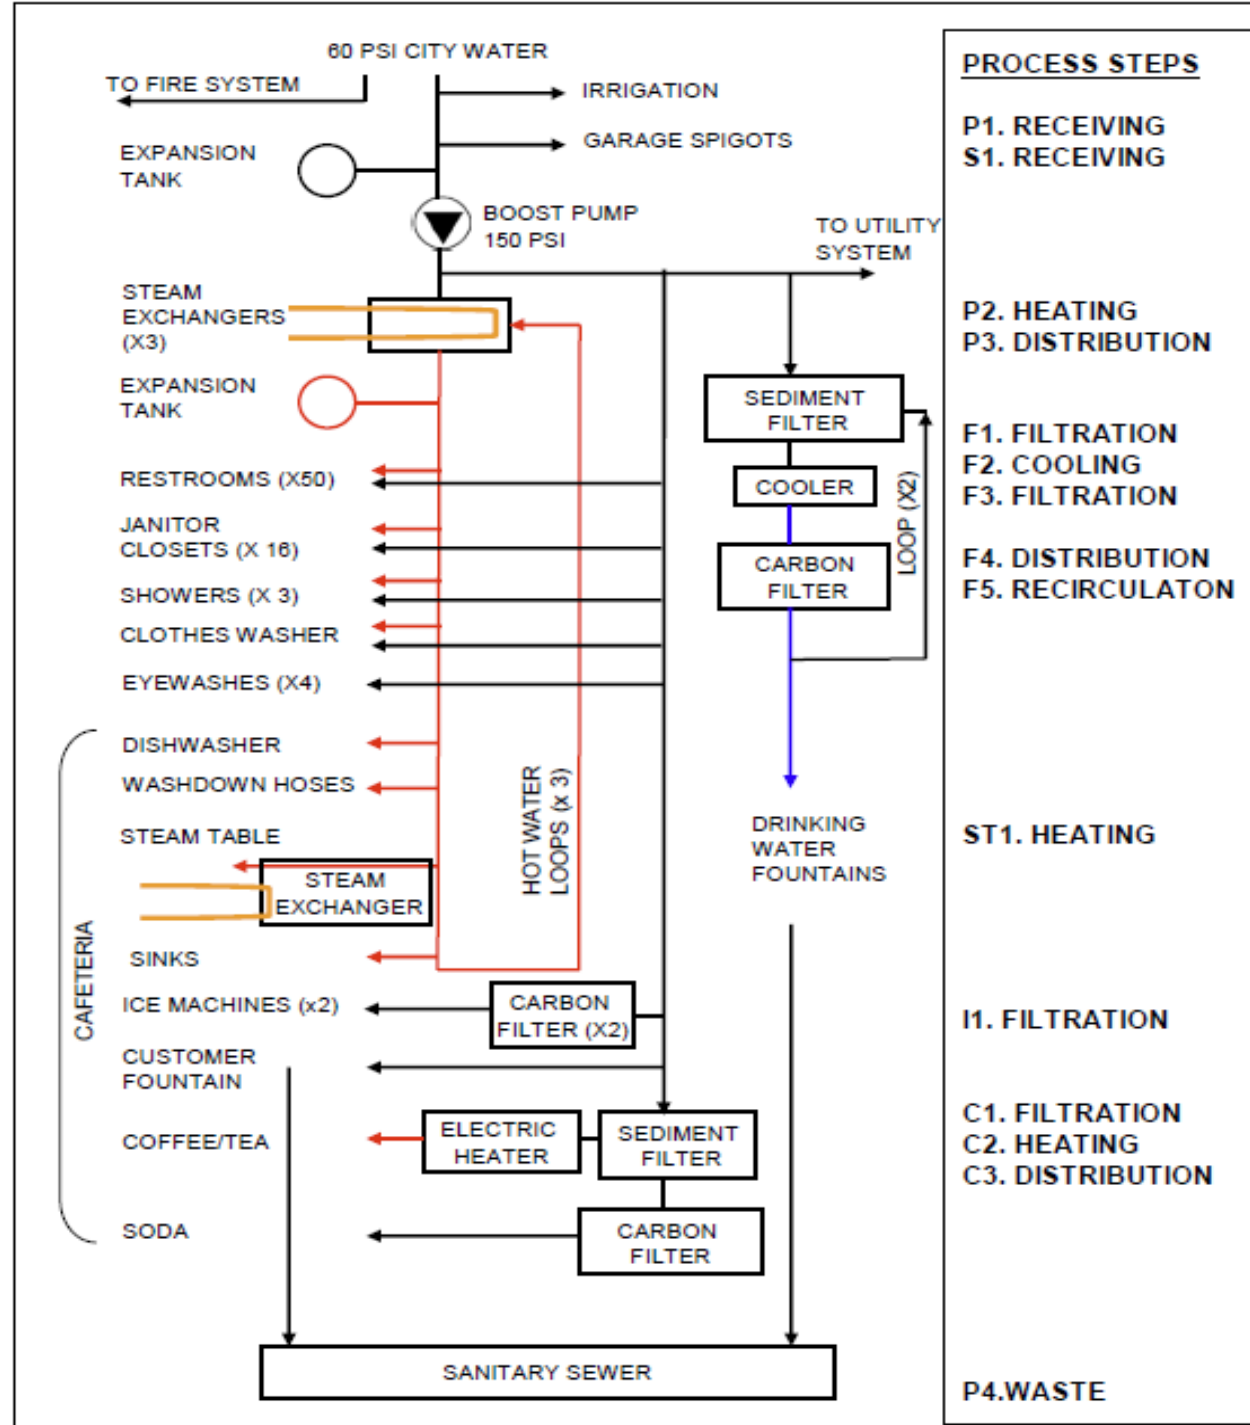 60 PSI CITY WATER
TO FIRE SYSTEM
IRRIGATION
GARAGE SPIGOTS
EXPANSION
TANK
BOOST PUMP
150 PSI
TO UTILITY
SYSTEM
STEAM
EXCHANGERS
(X3)
EXPANSION
TANK
SEDIMENT
FILTER
COOLER
CARBON
FILTER
LOOP (X2)
RESTROOMS (X50)
JANITOR
CLOSETS (X 16)
SHOWERS (X 3)
CLOTHES WASHER
EYEWASHES (X4)
CAFETERIA
DISHWASHER
WASHDOWN HOSES
STEAM TABLE
STEAM
EXCHANGER
HOT WATER
LOOPS (x 3)
DRINKING
WATER
FOUNTAINS
SINKS
ICE MACHINES (x2)
CARBON
FILTER (X2)
CUSTOMER
FOUNTAIN
COFFEE/TEA
ELECTRIC
HEATER
SEDIMENT
FILTER
SODA
CARBON
FILTER
SANITARY SEWER
PROCESS STEPS
P1. RECEIVING
S1. RECEIVING
P2. HEATING
P3. DISTRIBUTION
F1. FILTRATION
F2. COOLING
F3. FILTRATION
F4. DISTRIBUTION
F5. RECIRCULATON
ST1. HEATING
I1. FILTRATION
C1. FILTRATION
C2. HEATING
C3. DISTRIBUTION
P4.WASTE